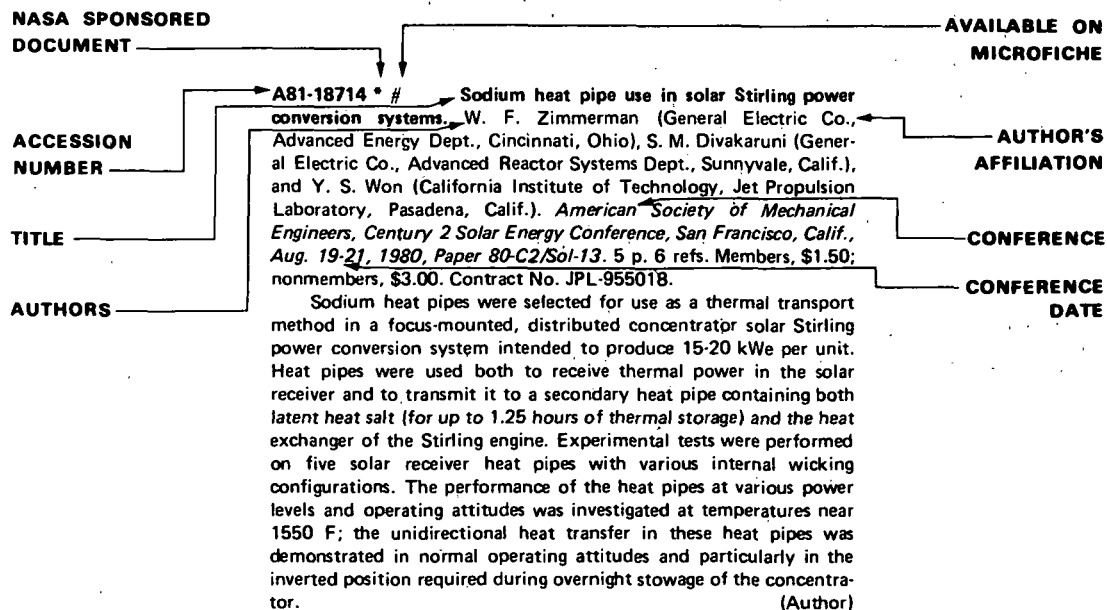 NASA SPONSORED
DOCUMENT
AVAILABLE ON
MICROFICHE
ACCESSION
NUMBER
AUTHOR'S
AFFILIATION
TITLE
CONFERENCE
AUTHORS
CONFERENCE
DATE
A81-18714 * # Sodium heat pipe use in solar Stirling power
conversion systems. W. F. Zimmerman (General Electric Co.,
Advanced Energy Dept., Cincinnati, Ohio), S. M. Divakaruni (Gener-
al Electric Co., Advanced Reactor Systems Dept., Sunnyvale, Calif.),
and Y. S. Won (California Institute of Technology, Jet Propulsion
Laboratory, Pasadena, Calif.). American Society of Mechanical
Engineers, Century 2 Solar Energy Conference, San Francisco, Calif.,
Aug. 19-21, 1980, Paper 80-C2/Sol-13. 5 p. 6 refs. Members, $1.50;
nonmembers, $3.00. Contract No. JPL-955018.
Sodium heat pipes were selected for use as a thermal transport
method in a focus-mounted, distributed concentrator solar Stirling
power conversion system intended to produce 15-20 kWe per unit.
Heat pipes were used both to receive thermal power in the solar
receiver and to transmit it to a secondary heat pipe containing both
latent heat salt (for up to 1.25 hours of thermal storage) and the heat
exchanger of the Stirling engine. Experimental tests were performed
on five solar receiver heat pipes with various internal wicking
configurations. The performance of the heat pipes at various power
levels and operating attitudes was investigated at temperatures near
1550 F; the unidirectional heat transfer in these heat pipes was
demonstrated in normal operating attitudes and particularly in the
inverted position required during overnight stowage of the concentra-
tor. (Author)